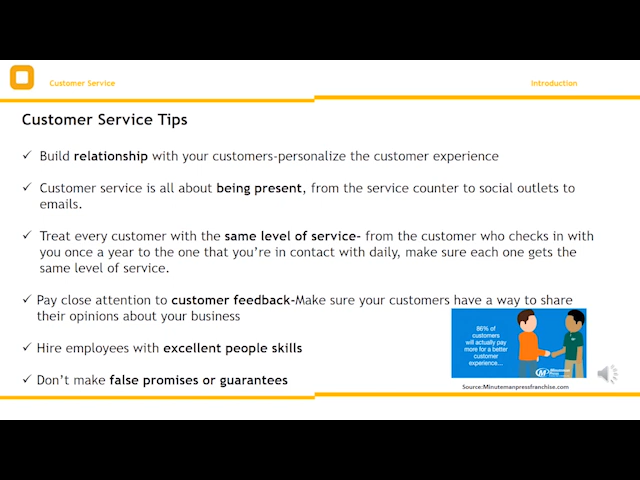 Customer Service
Introduction
Customer Service Tips
✓ Build relationship with your customers-personalize the customer experience
✓ Customer service is all about being present, from the service counter to social outlets to
emails.
✓ Treat every customer with the same level of service- from the customer who checks in with
you once a year to the one that you're in contact with daily, make sure each one gets the
same level of service.
✓ Pay close attention to customer feedback-Make sure your customers have a way to share
their opinions about your business
✓ Hire employees with excellent people skills
✓ Don't make false promises or guarantees
86% of
customers
will actually pay
more for a better
customer
experience...
Minuteman
Press
Source:Minutemanpressfranchise.com